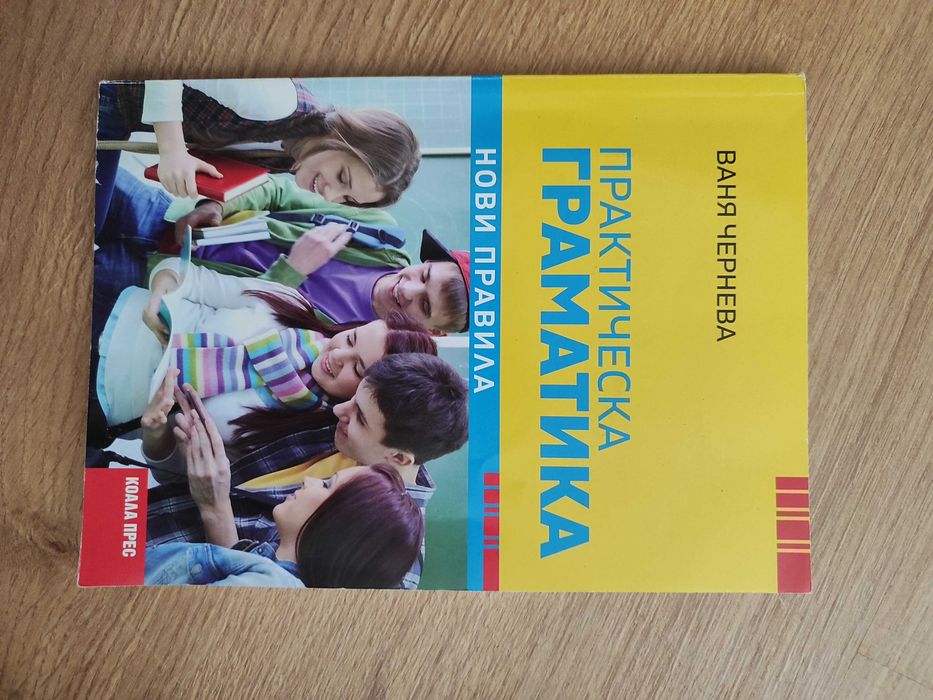 ВАНЯ ЧЕРНЕВА
ПРАКТИЧЕСКА
ГРАМАТИКА
НОВИ ПРАВИЛА
КОАЛА ПРЕС